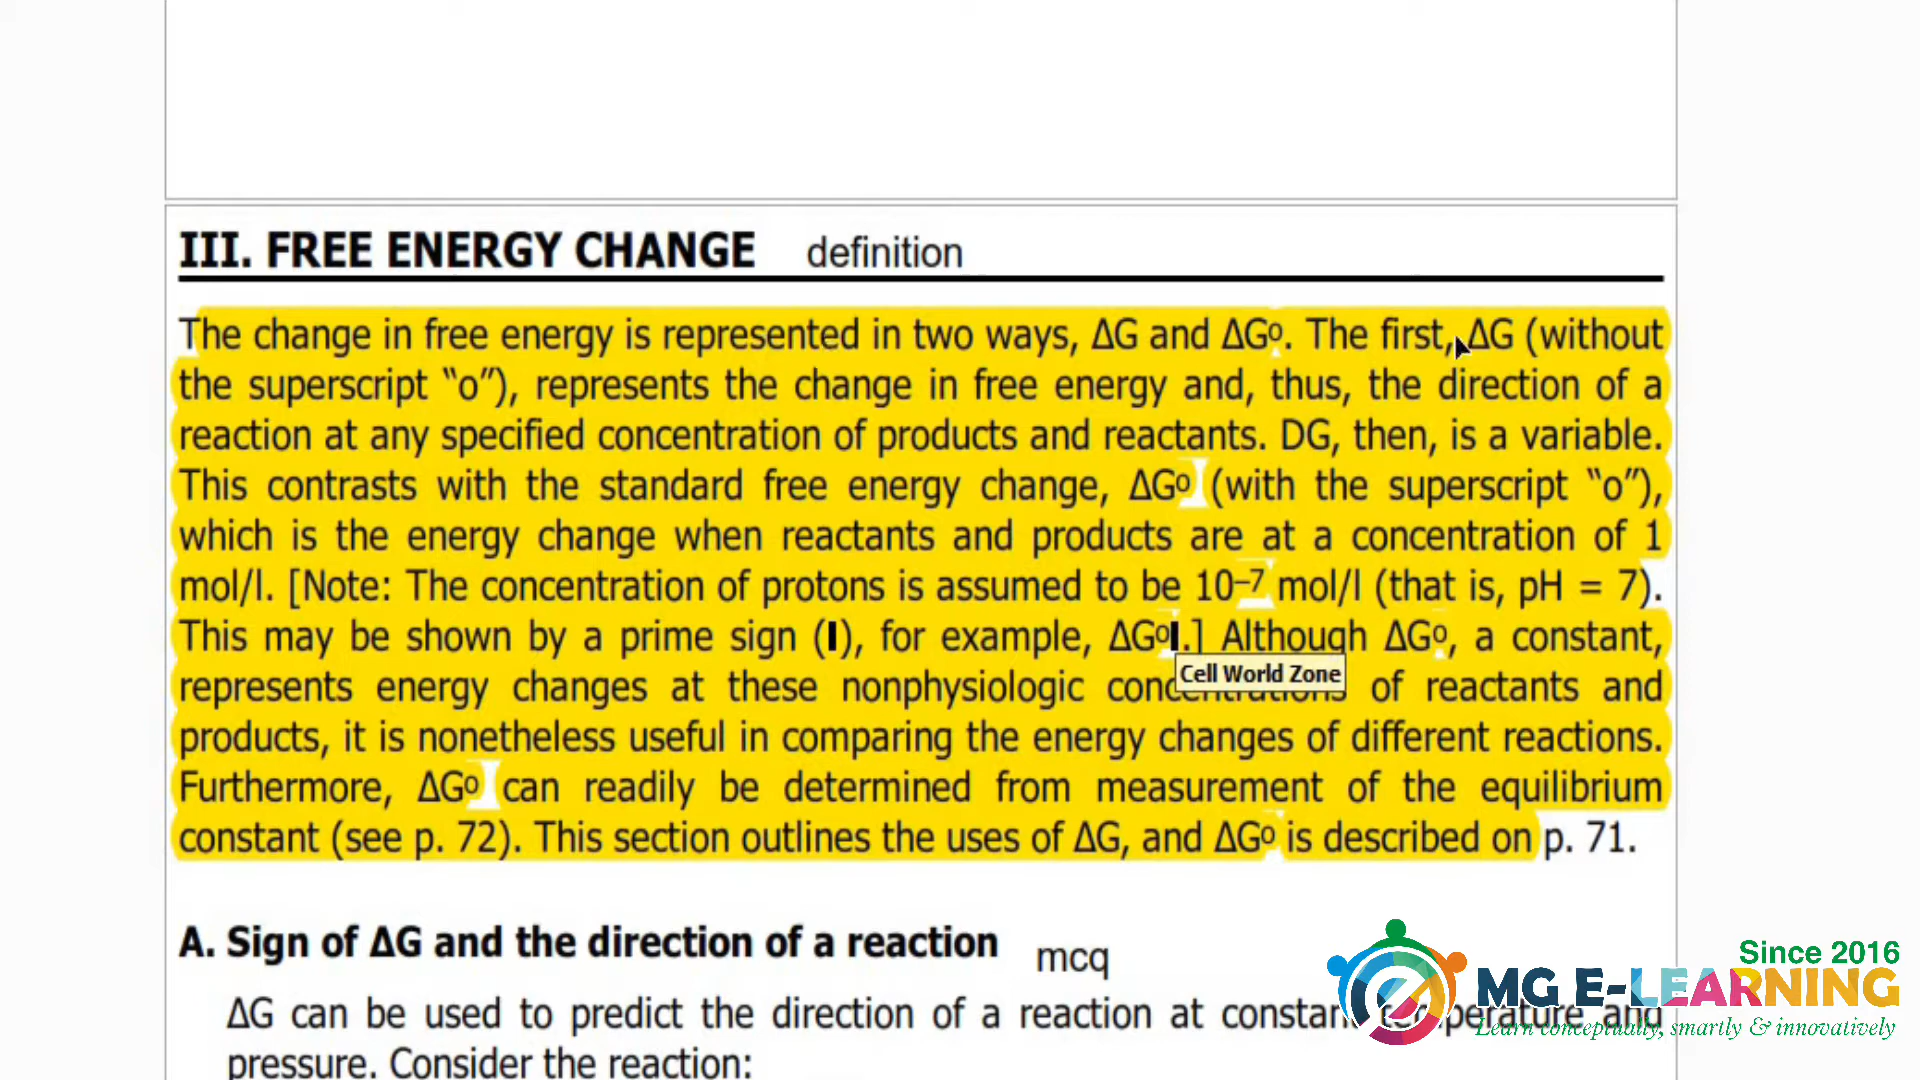 III. FREE ENERGY CHANGE definition
The change in free energy is represented in two ways, ΔG and ΔGº. The first, ΔG (without
the superscript “o”), represents the change in free energy and, thus, the direction of a
reaction at any specified concentration of products and reactants. DG, then, is a variable.
This contrasts with the standard free energy change, ΔGº (with the superscript “o”),
which is the energy change when reactants and products are at a concentration of 1
mol/l. [Note: The concentration of protons is assumed to be 10–7 mol/l (that is, pH = 7).
This may be shown by a prime sign (I), for example, ΔGºI.] Although ΔGº, a constant,
Cell World Zone
represents energy changes at these nonphysiologic concentrations of reactants and
products, it is nonetheless useful in comparing the energy changes of different reactions.
Furthermore, ΔGº can readily be determined from measurement of the equilibrium
constant (see p. 72). This section outlines the uses of ΔG, and ΔGº is described on p. 71.
A. Sign of ΔG and the direction of a reaction mcq
ΔG can be used to predict the direction of a reaction at constant temperature and
pressure. Consider the reaction:
Since 2016
MG E-LEARNING
Learn conceptually, smartly & innovatively